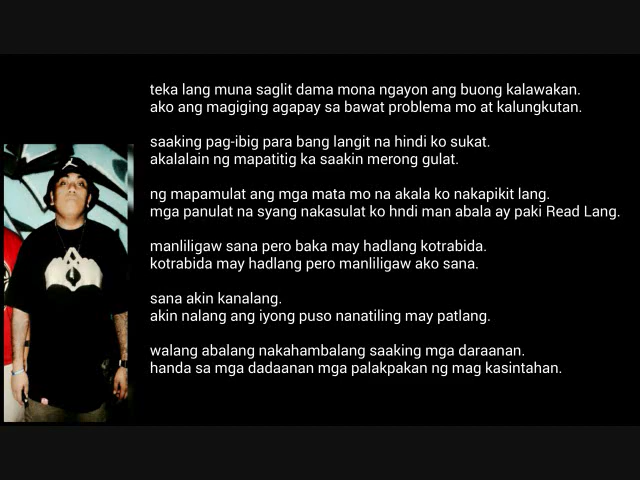 teka lang muna saglit dama mona ngayon ang buong kalawakan.
ako ang magiging agapay sa bawat problema mo at kalungkutan.
saaking pag-ibig para bang langit na hindi ko sukat.
akalalain ng mapatitig ka saakin merong gulat.
ng mapamulat ang mga mata mo na akala ko nakapikit lang.
mga panulat na syang nakasulat ko hndi man abala ay paki Read Lang.
manliligaw sana pero baka may hadlang kotrabida.
kotrabida may hadlang pero manliligaw ako sana.
sana akin kanalang.
akin nalang ang iyong puso nanatiling may patlang.
walang abalang nakahambalang saaking mga daraanan.
handa sa mga dadaanan mga palakpakan ng mag kasintahan.